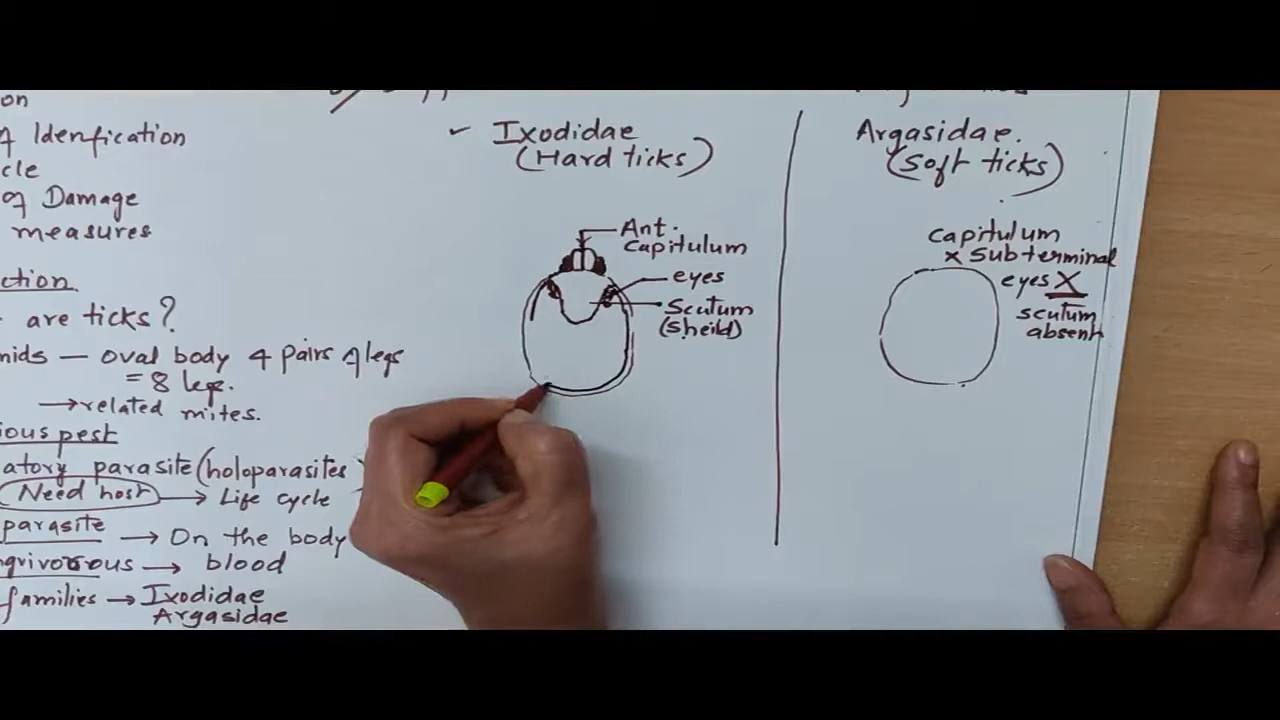 on
of Idenfication
cle
of Damage
measures
ction
are ticks?
nids — oval body 4 pairs of legs
= 8 legs.
→related mites.
ious pest
atory parasite (holoparasites)
Need host → Life cycle
parasite → On the body
ngrivorous → blood
families → Ixodidae
Argasidae
✓ Ixodidae
(Hard ticks)
Ant.
capitulum
eyes
Scutum
(Sheild)
Argasidae.
(Soft ticks)
capitulum
x Subterminal
eyes X
scutum
absent